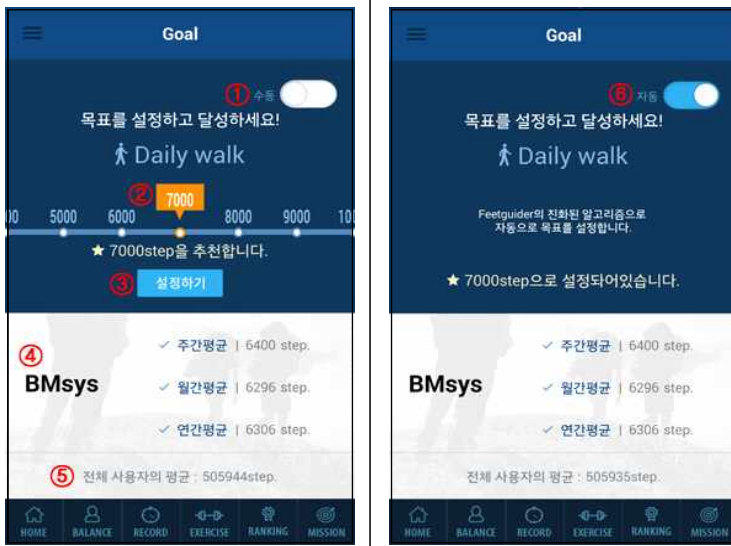 Goal
① 수동
목표를 설정하고 달성하세요!
Daily walk
② 7000
00 5000 6000 8000 9000 10
★ 7000step을 추천합니다.
③ 설정하기
④
BMsys
✓ 주간평균 | 6400 step.
✓ 월간평균 | 6296 step.
✓ 연간평균 | 6306 step.
⑤ 전체 사용자의 평균 : 505944step.
HOME BALANCE RECORD EXERCISE RANKING MISSION
Goal
⑥ 자동
목표를 설정하고 달성하세요!
Daily walk
Feetguider의 진화된 알고리즘으로
자동으로 목표를 설정합니다.
★ 7000step으로 설정되어있습니다.
BMsys
✓ 주간평균 | 6400 step.
✓ 월간평균 | 6296 step.
✓ 연간평균 | 6306 step.
전체 사용자의 평균 : 505935step.
HOME BALANCE RECORD EXERCISE RANKING MISSION